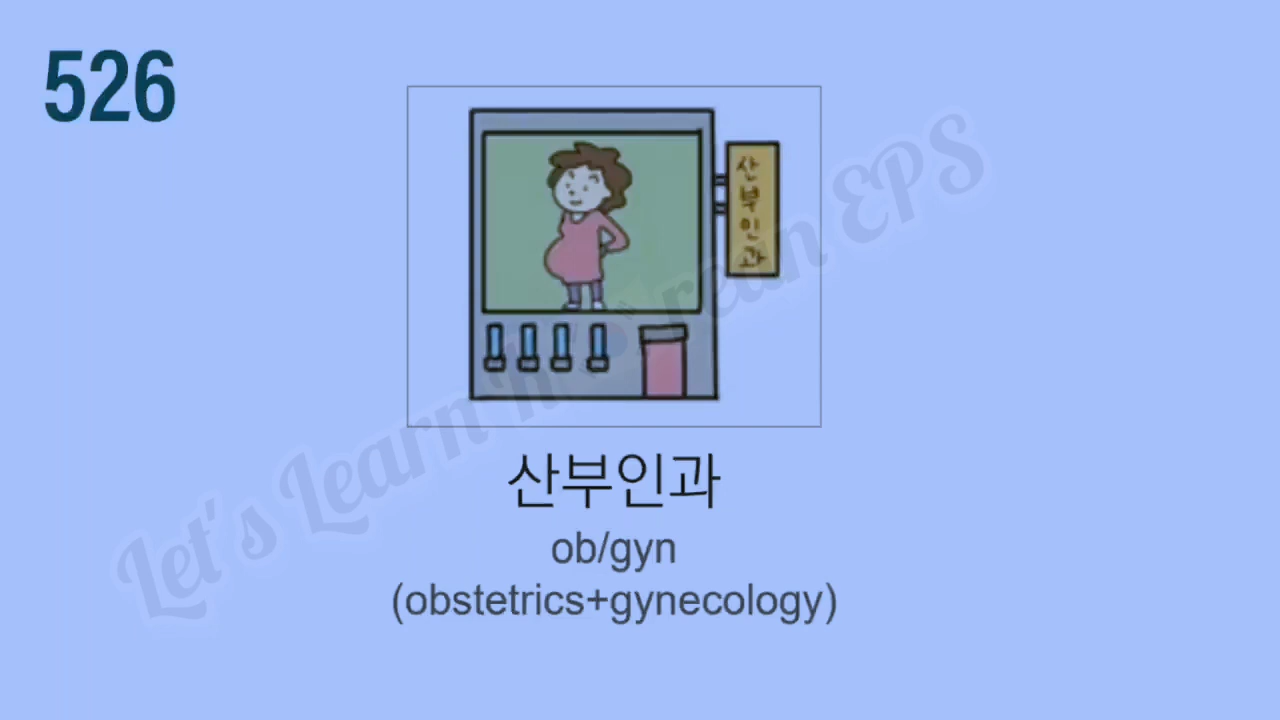 526
산부인과
산부인과
ob/gyn
(obstetrics+gynecology)
Let's Learn Korean EPS